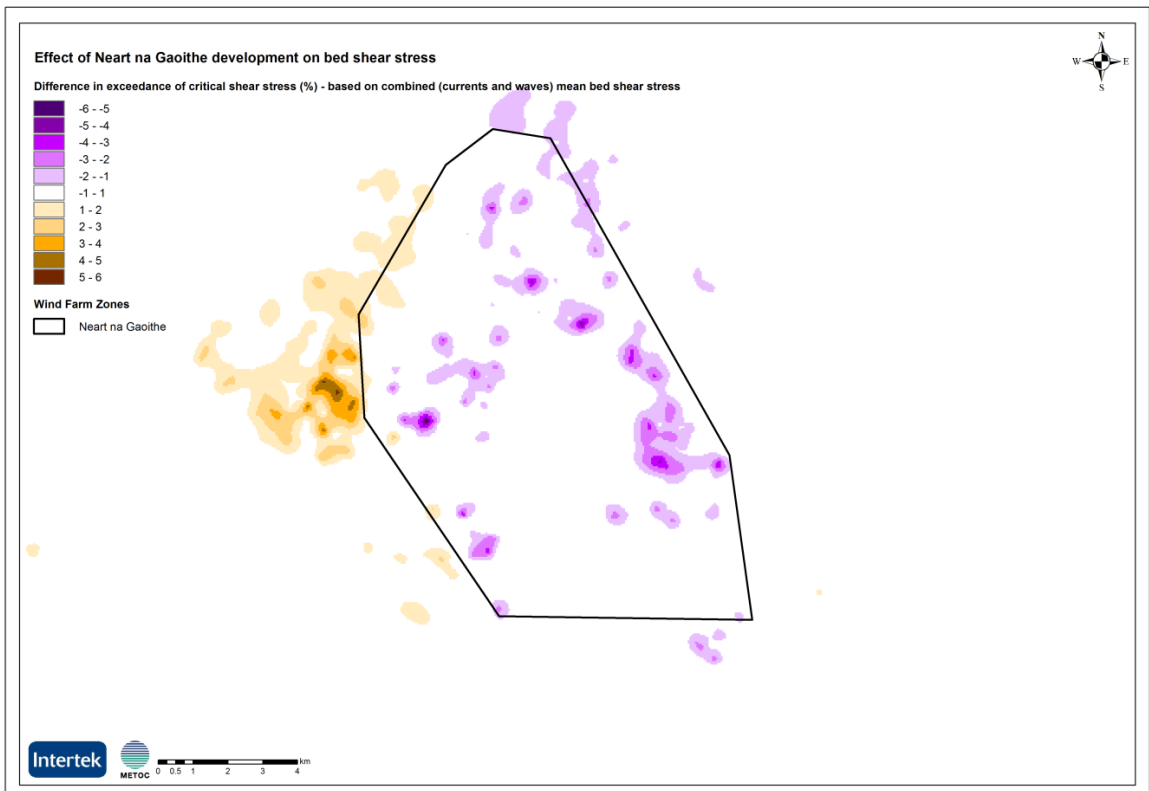 Effect of Neart na Gaoithe development on bed shear stress
Difference in exceedance of critical shear stress (%) - based on combined (currents and waves) mean bed shear stress
-6 - -5
-5 - -4
-4 - -3
-3 - -2
-2 - -1
-1 - 1
1 - 2
2 - 3
3 - 4
4 - 5
5 - 6
Wind Farm Zones
Neart na Gaoithe
N
W E
S
Intertek
METOC
km
0 0.5 1 2 3 4